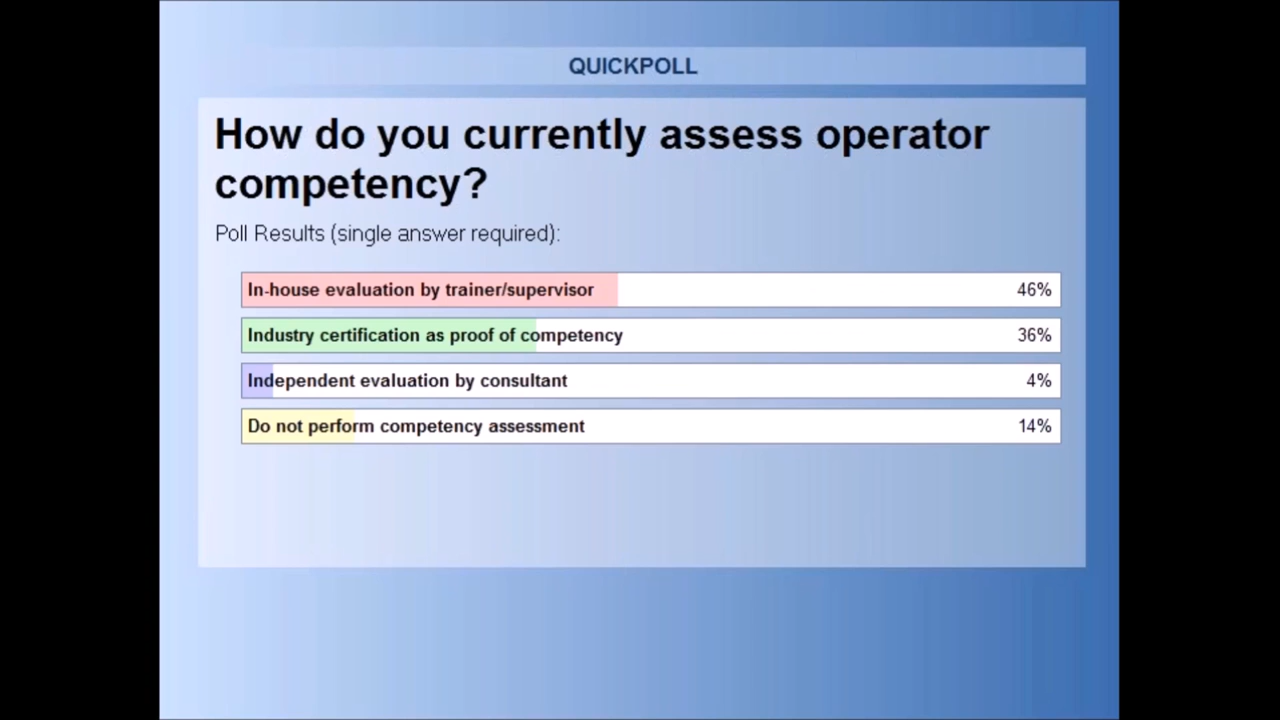 QUICKPOLL
How do you currently assess operator
competency?
Poll Results (single answer required):
In-house evaluation by trainer/supervisor 46%
Industry certification as proof of competency 36%
Independent evaluation by consultant 4%
Do not perform competency assessment 14%